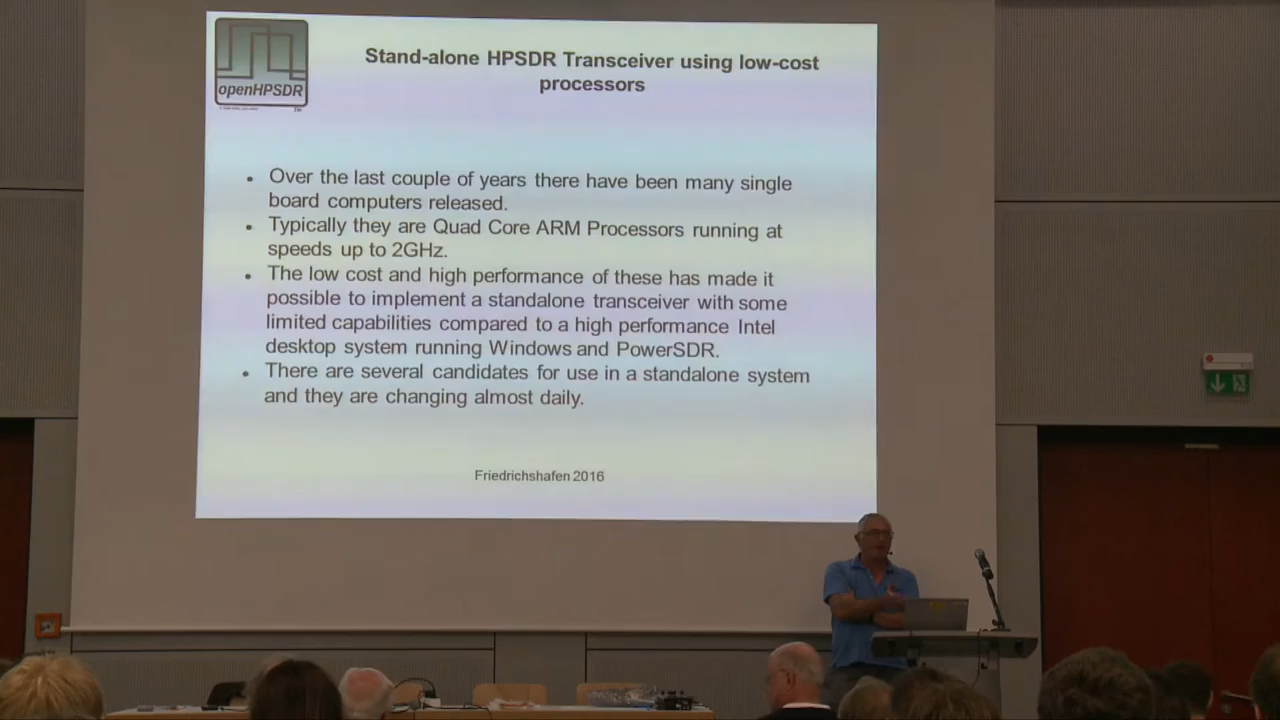 openHPSDR
TM
Stand-alone HPSDR Transceiver using low-cost
processors
• Over the last couple of years there have been many single
board computers released.
• Typically they are Quad Core ARM Processors running at
speeds up to 2GHz.
• The low cost and high performance of these has made it
possible to implement a standalone transceiver with some
limited capabilities compared to a high performance Intel
desktop system running Windows and PowerSDR.
• There are several candidates for use in a standalone system
and they are changing almost daily.
Friedrichshafen 2016